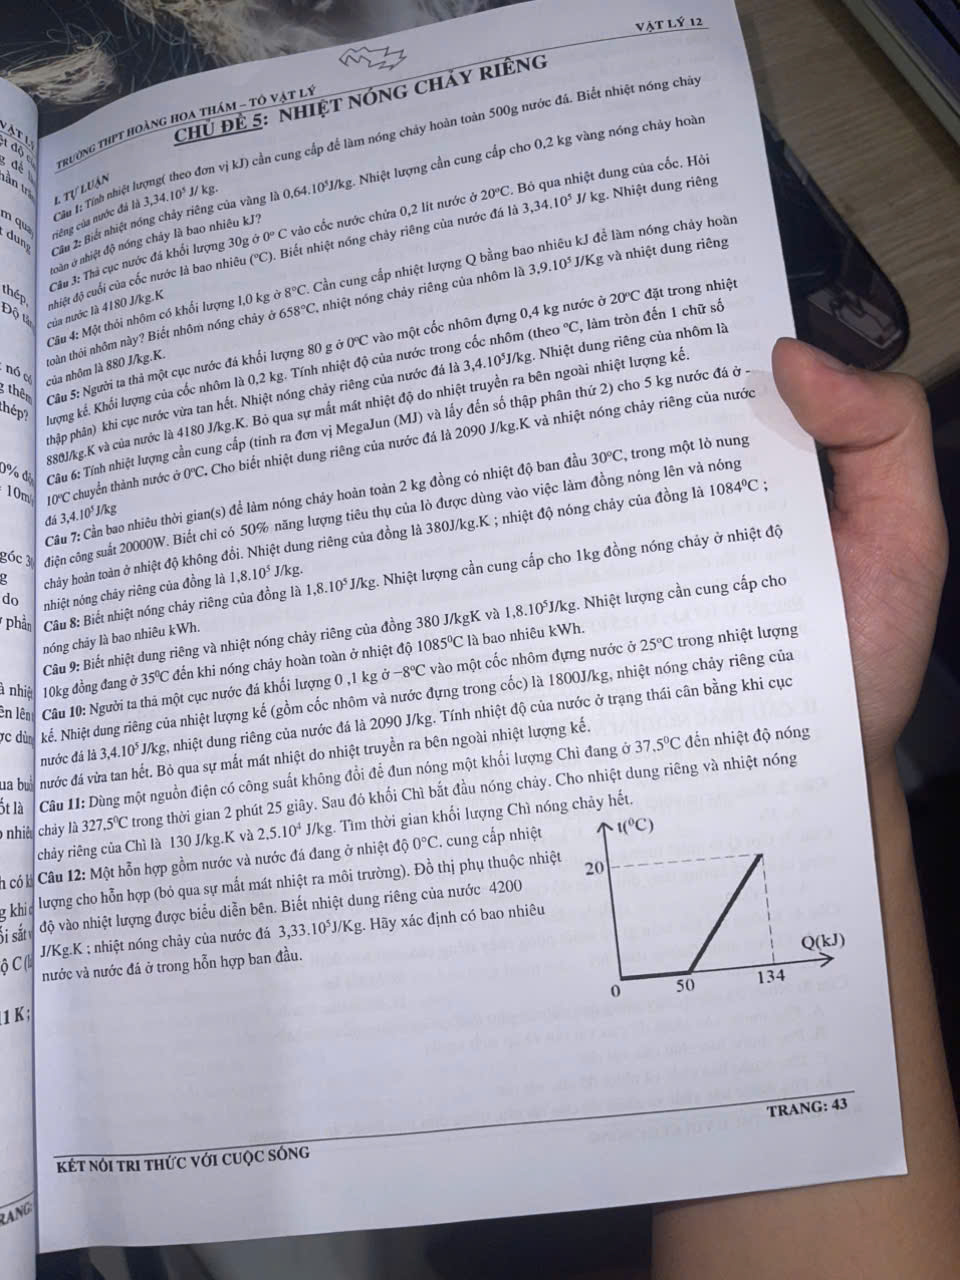 VẬT LÝ 12
TRƯỜNG THPT HOÀNG HOA THÁM – TỔ VẬT LÝ
CHỦ ĐỀ 5: NHIỆT NÓNG CHẢY RIÊNG
I. TỰ LUẬN
Câu 1: Tính nhiệt lượng( theo đơn vị kJ) cần cung cấp để làm nóng chảy hoàn toàn 500g nước đá. Biết nhiệt nóng chảy
riêng của nước đá là 3,34.10⁵ J/ kg.
Câu 2: Biết nhiệt nóng chảy riêng của vàng là 0,64.10⁵J/kg. Nhiệt lượng cần cung cấp cho 0,2 kg vàng nóng chảy hoàn
toàn ở nhiệt độ nóng chảy là bao nhiêu kJ?
Câu 3: Thả cục nước đá khối lượng 30g ở 0⁰ C vào cốc nước chứa 0,2 lít nước ở 20⁰C. Bỏ qua nhiệt dung của cốc. Hỏi
nhiệt độ cuối của cốc nước là bao nhiêu (⁰C). Biết nhiệt nóng chảy riêng của nước đá là 3,34.10⁵ J/ kg. Nhiệt dung riêng
của nước là 4180 J/kg.K
Câu 4: Một thỏi nhôm có khối lượng 1,0 kg ở 8°C. Cần cung cấp nhiệt lượng Q bằng bao nhiêu kJ để làm nóng chảy hoàn
toàn thỏi nhôm này? Biết nhôm nóng chảy ở 658°C, nhiệt nóng chảy riêng của nhôm là 3,9.10⁵ J/Kg và nhiệt dung riêng
của nhôm là 880 J/kg.K.
Câu 5: Người ta thả một cục nước đá khối lượng 80 g ở 0⁰C vào một cốc nhôm đựng 0,4 kg nước ở 20⁰C đặt trong nhiệt
lượng kế. Khối lượng của cốc nhôm là 0,2 kg. Tính nhiệt độ của nước trong cốc nhôm (theo ⁰C, làm tròn đến 1 chữ số
thập phân) khi cục nước vừa tan hết. Nhiệt nóng chảy riêng của nước đá là 3,4.10⁵J/kg. Nhiệt dung riêng của nhôm là
880J/kg.K và của nước là 4180 J/kg.K. Bỏ qua sự mất mát nhiệt độ do nhiệt truyền ra bên ngoài nhiệt lượng kế.
Câu 6: Tính nhiệt lượng cần cung cấp (tính ra đơn vị MegaJun (MJ) và lấy đến số thập phân thứ 2) cho 5 kg nước đá ở -
10⁰C chuyển thành nước ở 0⁰C. Cho biết nhiệt dung riêng của nước đá là 2090 J/kg.K và nhiệt nóng chảy riêng của nước
đá 3,4.10⁵ J/kg
Câu 7: Cần bao nhiêu thời gian(s) để làm nóng chảy hoàn toàn 2 kg đồng có nhiệt độ ban đầu 30⁰C, trong một lò nung
điện công suất 20000W. Biết chỉ có 50% năng lượng tiêu thụ của lò được dùng vào việc làm đồng nóng lên và nóng
chảy hoàn toàn ở nhiệt độ không đổi. Nhiệt dung riêng của đồng là 380J/kg.K ; nhiệt độ nóng chảy của đồng là 1084⁰C ;
nhiệt nóng chảy riêng của đồng là 1,8.10⁵ J/kg.
Câu 8: Biết nhiệt nóng chảy riêng của đồng là 1,8.10⁵ J/kg. Nhiệt lượng cần cung cấp cho 1kg đồng nóng chảy ở nhiệt độ
nóng chảy là bao nhiêu kWh.
Câu 9: Biết nhiệt dung riêng và nhiệt nóng chảy riêng của đồng 380 J/kgK và 1,8.10⁵J/kg. Nhiệt lượng cần cung cấp cho
10kg đồng đang ở 35⁰C đến khi nóng chảy hoàn toàn ở nhiệt độ 1085⁰C là bao nhiêu kWh.
Câu 10: Người ta thả một cục nước đá khối lượng 0 ,1 kg ở −8⁰C vào một cốc nhôm đựng nước ở 25⁰C trong nhiệt lượng
kế. Nhiệt dung riêng của nhiệt lượng kế (gồm cốc nhôm và nước đựng trong cốc) là 1800J/kg, nhiệt nóng chảy riêng của
nước đá là 3,4.10⁵ J/kg, nhiệt dung riêng của nước đá là 2090 J/kg. Tính nhiệt độ của nước ở trạng thái cân bằng khi cục
nước đá vừa tan hết. Bỏ qua sự mất mát nhiệt do nhiệt truyền ra bên ngoài nhiệt lượng kế.
Câu 11: Dùng một nguồn điện có công suất không đổi để đun nóng một khối lượng Chì đang ở 37,5⁰C đến nhiệt độ nóng
chảy là 327,5⁰C trong thời gian 2 phút 25 giây. Sau đó khối Chì bắt đầu nóng chảy. Cho nhiệt dung riêng và nhiệt nóng
chảy riêng của Chì là 130 J/kg.K và 2,5.10⁴ J/kg. Tìm thời gian khối lượng Chì nóng chảy hết.
Câu 12: Một hỗn hợp gồm nước và nước đá đang ở nhiệt độ 0°C. cung cấp nhiệt
lượng cho hỗn hợp (bỏ qua sự mất mát nhiệt ra môi trường). Đồ thị phụ thuộc nhiệt
độ vào nhiệt lượng được biểu diễn bên. Biết nhiệt dung riêng của nước 4200
J/Kg.K ; nhiệt nóng chảy của nước đá 3,33.10⁵J/Kg. Hãy xác định có bao nhiêu
nước và nước đá ở trong hỗn hợp ban đầu.
t(⁰C)
20
Q(kJ)
0 50 134
TRANG: 43
KẾT NỐI TRI THỨC VỚI CUỘC SỐNG